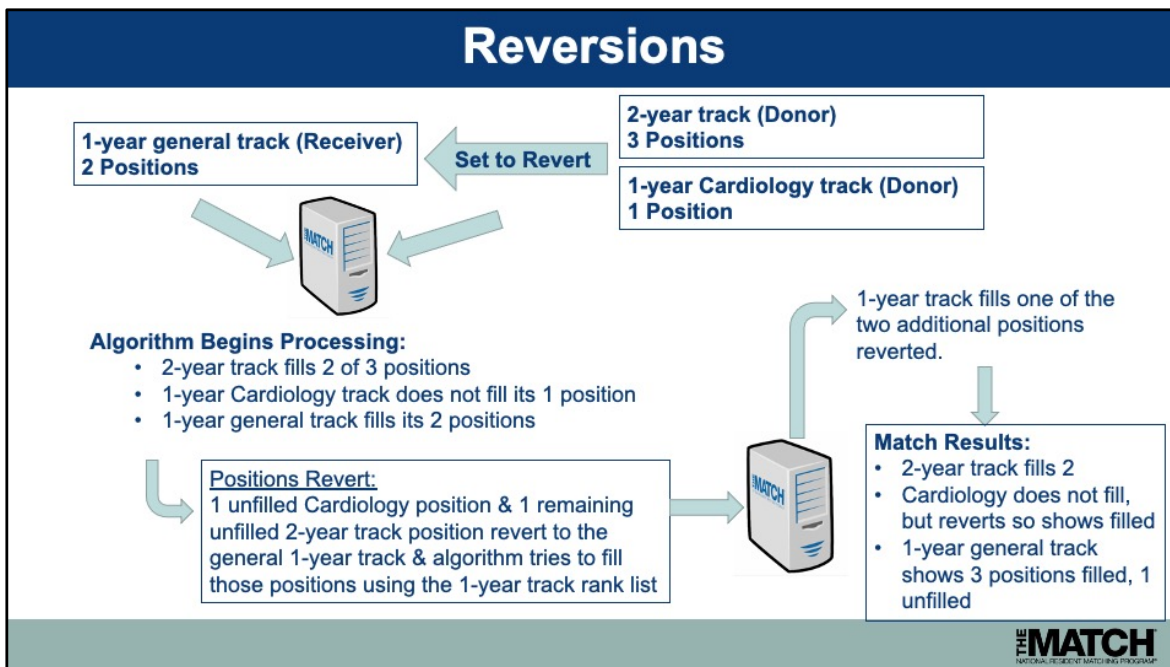 Reversions
1-year general track (Receiver)
2 Positions
Set to Revert
2-year track (Donor)
3 Positions
1-year Cardiology track (Donor)
1 Position
THE MATCH
Algorithm Begins Processing:
• 2-year track fills 2 of 3 positions
• 1-year Cardiology track does not fill its 1 position
• 1-year general track fills its 2 positions
Positions Revert:
1 unfilled Cardiology position & 1 remaining
unfilled 2-year track position revert to the
general 1-year track & algorithm tries to fill
those positions using the 1-year track rank list
THE MATCH
1-year track fills one of the
two additional positions
reverted.
Match Results:
• 2-year track fills 2
• Cardiology does not fill,
but reverts so shows filled
• 1-year general track
shows 3 positions filled, 1
unfilled
THE MATCH
NATIONAL RESIDENT MATCHING PROGRAM®